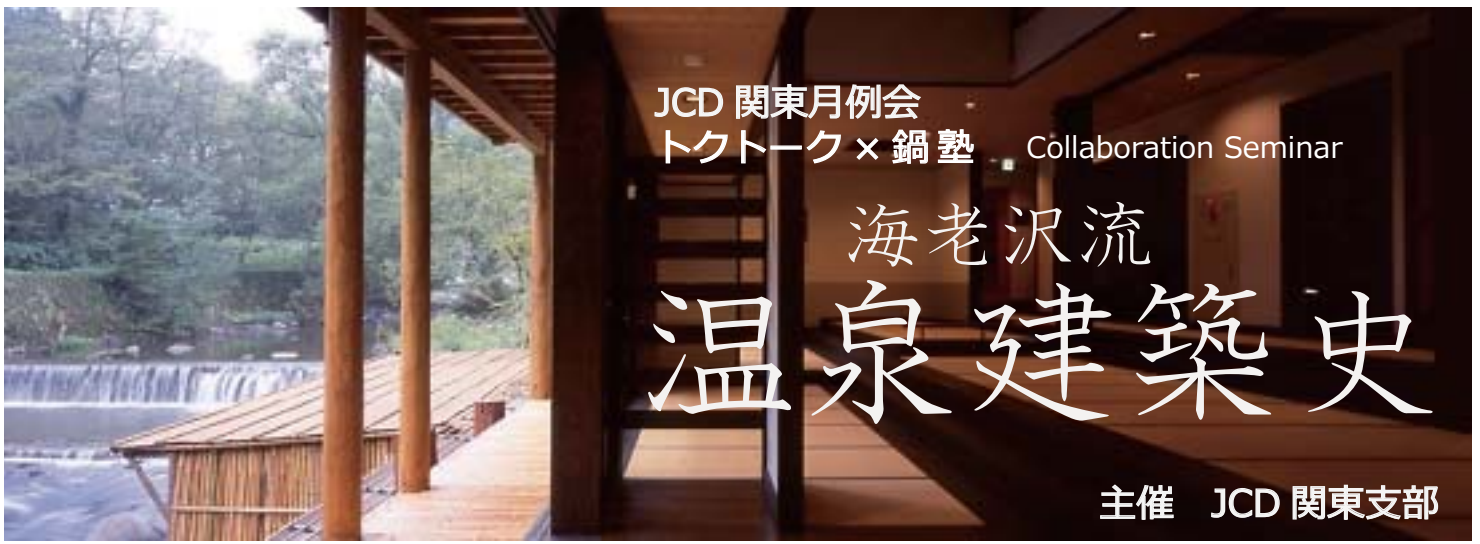 JCD 関東月例会
トクトーク × 鍋塾 Collaboration Seminar
海老沢流
温泉建築史
主催 JCD 関東支部